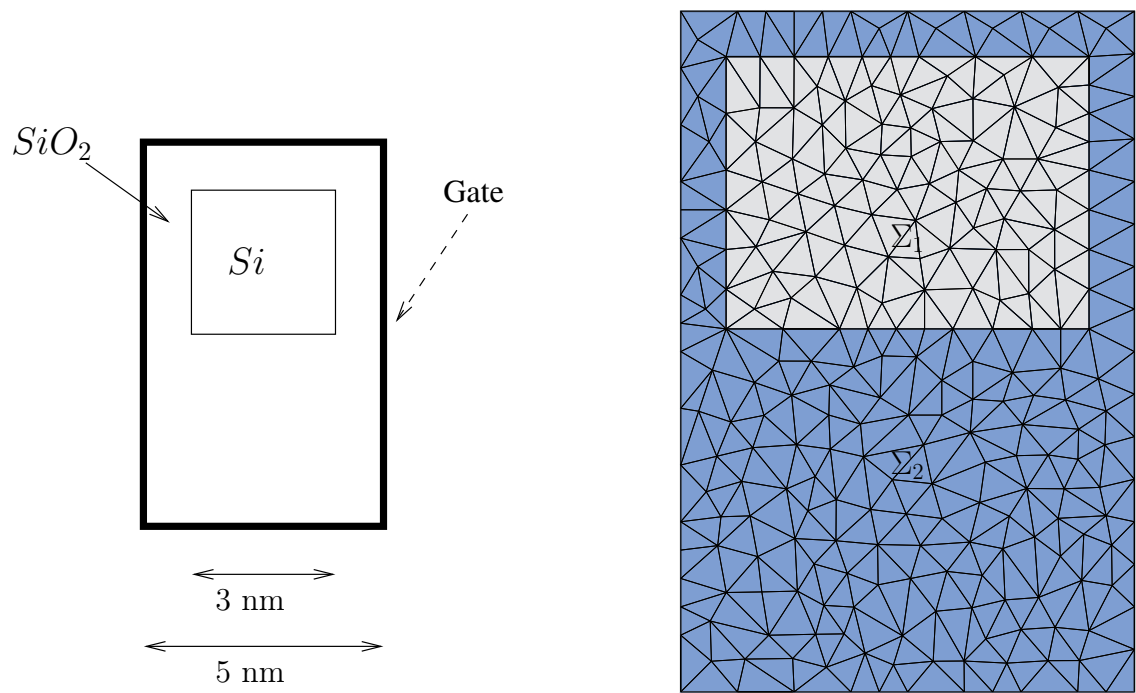 SiO₂
Gate
Si
3 nm
5 nm
Σ₁
Σ₂